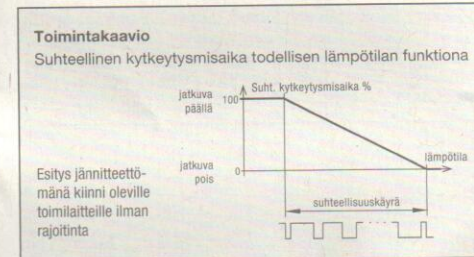 Toimintakaavio
Suhteellinen kytkeytymisaika todellisen lämpötilan funktiona
Suht. kytkeytymisaika %
jatkuva
päällä
100
jatkuva
pois
0
lämpötila
Esitys jännitteettö-
mänä kiinni oleville
toimilaitteille ilman
rajoitinta
suhteellisuuskäyrä